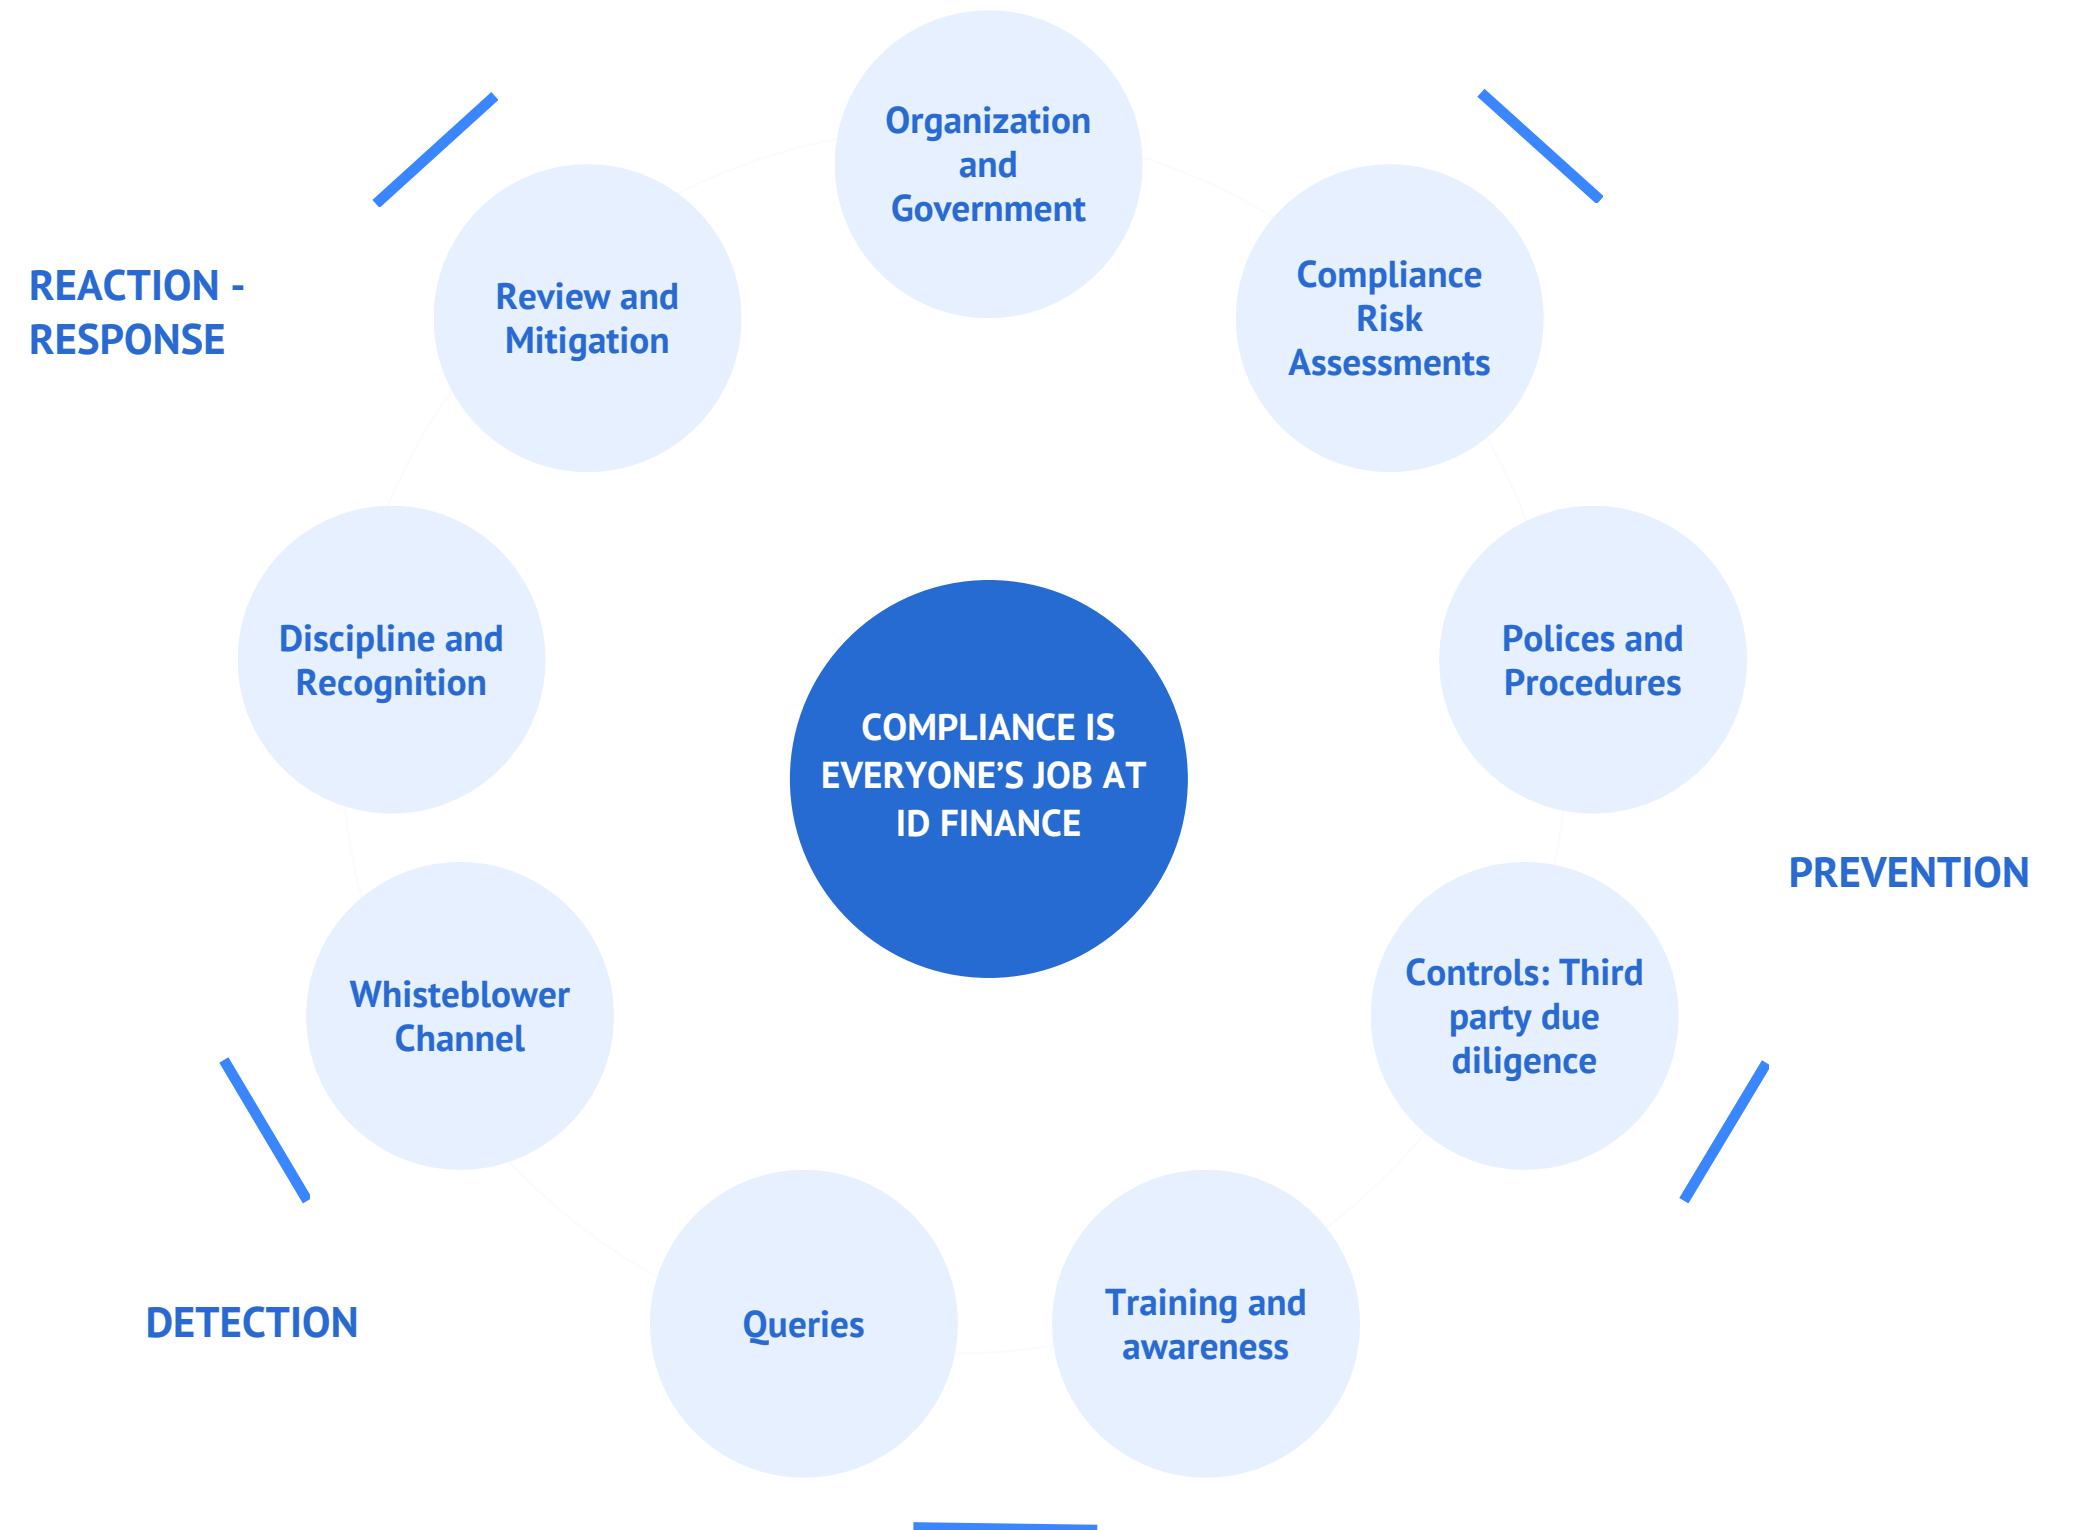 Organization
and
Government
Compliance
Risk
Assessments
Polices and
Procedures
PREVENTION
Controls: Third
party due
diligence
Training and
awareness
Queries
DETECTION
Whisteblower
Channel
Discipline and
Recognition
REACTION -
RESPONSE
Review and
Mitigation
COMPLIANCE IS
EVERYONE’S JOB AT
ID FINANCE